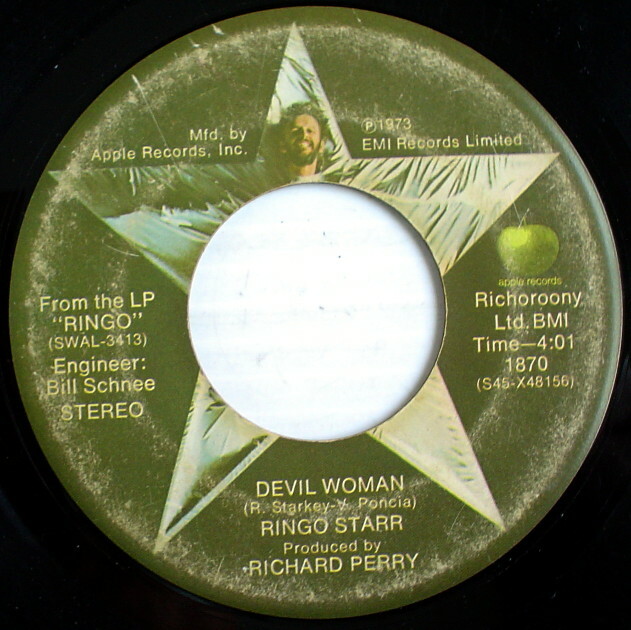 Mfd. by
Apple Records, Inc.
Ⓟ1973
EMI Records Limited
apple records
From the LP
"RINGO"
(SWAL-3413)
Engineer:
Bill Schnee
STEREO
Richoroony
Ltd. BMI
Time—4:01
1870
(S45-X48156)
DEVIL WOMAN
(R. Starkey-V. Poncia)
RINGO STARR
Produced by
RICHARD PERRY